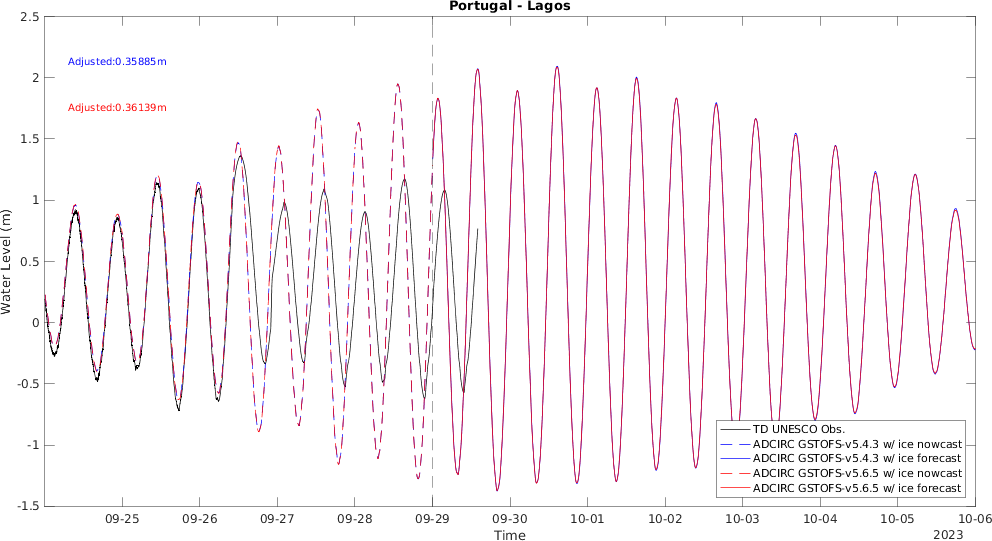 Portugal - Lagos
2.5
2
1.5
1
0.5
0
-0.5
-1
-1.5
Water Level (m)
Adjusted:0.35885m
Adjusted:0.36139m
TD UNESCO Obs.
ADCIRC GSTOFS-v5.4.3 w/ ice nowcast
ADCIRC GSTOFS-v5.4.3 w/ ice forecast
ADCIRC GSTOFS-v5.6.5 w/ ice nowcast
ADCIRC GSTOFS-v5.6.5 w/ ice forecast
09-25 09-26 09-27 09-28 09-29 09-30 10-01 10-02 10-03 10-04 10-05 10-06
Time
2023